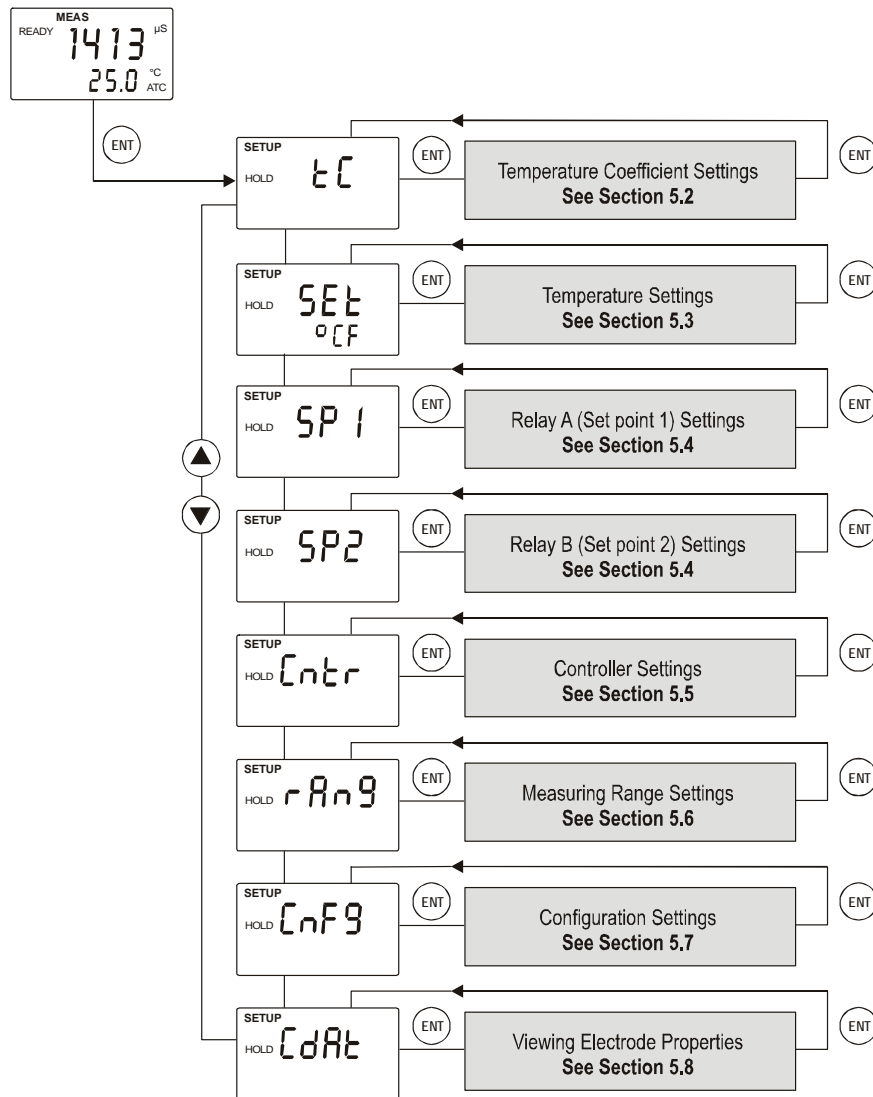 MEAS
READY 1413 µS
25.0 °C
ATC
ENT
SETUP
HOLD tC
ENT
Temperature Coefficient Settings
See Section 5.2
ENT
SETUP
HOLD SEt
°CF
ENT
Temperature Settings
See Section 5.3
ENT
SETUP
HOLD SP1
ENT
Relay A (Set point 1) Settings
See Section 5.4
ENT
SETUP
HOLD SP2
ENT
Relay B (Set point 2) Settings
See Section 5.4
ENT
SETUP
HOLD Cntr
ENT
Controller Settings
See Section 5.5
ENT
SETUP
HOLD rAng
ENT
Measuring Range Settings
See Section 5.6
ENT
SETUP
HOLD CnFg
ENT
Configuration Settings
See Section 5.7
ENT
SETUP
HOLD CdAt
ENT
Viewing Electrode Properties
See Section 5.8
ENT